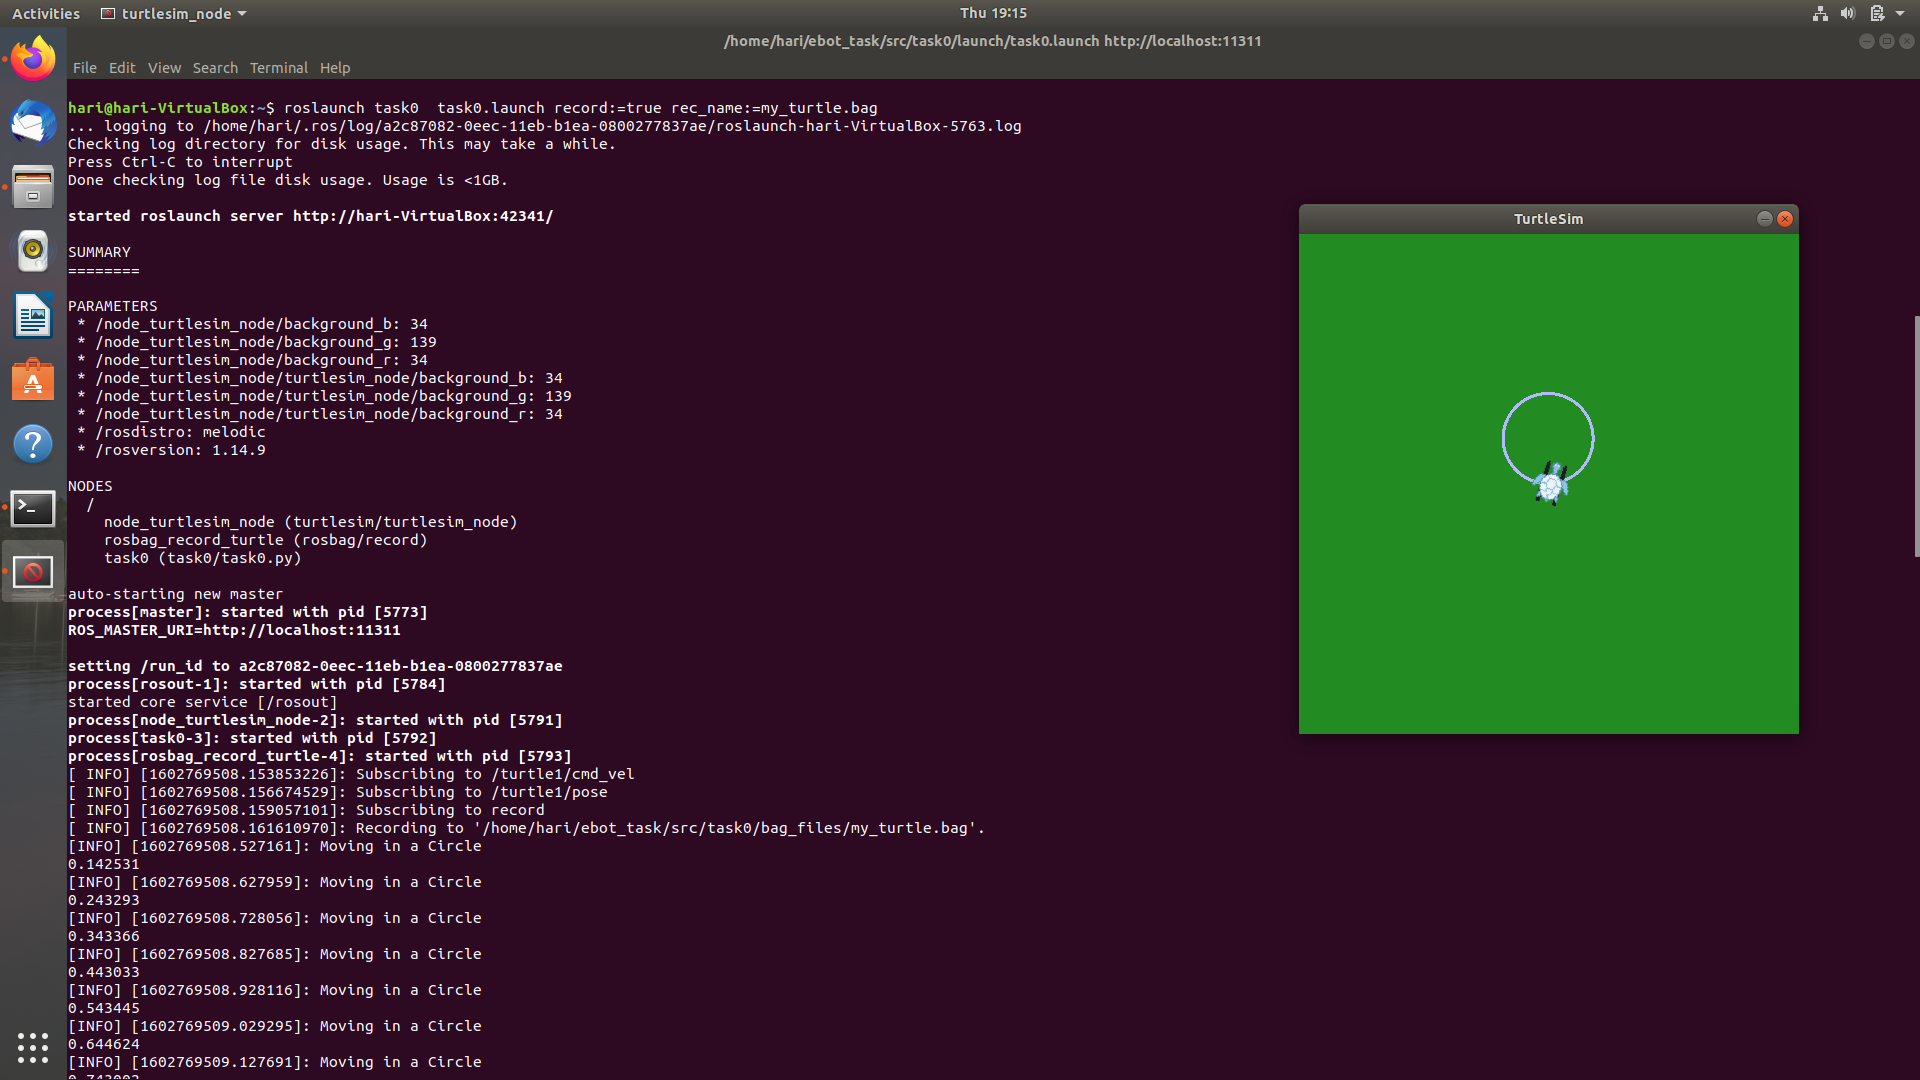 Activities turtlesim_node Thu 19:15
/home/hari/ebot_task/src/task0/launch/task0.launch http://localhost:11311
File Edit View Search Terminal Help
hari@hari-VirtualBox:~$ roslaunch task0  task0.launch record:=true rec_name:=my_turtle.bag
... logging to /home/hari/.ros/log/a2c87082-0eec-11eb-b1ea-0800277837ae/roslaunch-hari-VirtualBox-5763.log
Checking log directory for disk usage. This may take a while.
Press Ctrl-C to interrupt
Done checking log file disk usage. Usage is <1GB.
started roslaunch server http://hari-VirtualBox:42341/
SUMMARY
========
PARAMETERS
 * /node_turtlesim_node/background_b: 34
 * /node_turtlesim_node/background_g: 139
 * /node_turtlesim_node/background_r: 34
 * /node_turtlesim_node/turtlesim_node/background_b: 34
 * /node_turtlesim_node/turtlesim_node/background_g: 139
 * /node_turtlesim_node/turtlesim_node/background_r: 34
 * /rosdistro: melodic
 * /rosversion: 1.14.9
NODES
  /
    node_turtlesim_node (turtlesim/turtlesim_node)
    rosbag_record_turtle (rosbag/record)
    task0 (task0/task0.py)
auto-starting new master
process[master]: started with pid [5773]
ROS_MASTER_URI=http://localhost:11311
setting /run_id to a2c87082-0eec-11eb-b1ea-0800277837ae
process[rosout-1]: started with pid [5784]
started core service [/rosout]
process[node_turtlesim_node-2]: started with pid [5791]
process[task0-3]: started with pid [5792]
process[rosbag_record_turtle-4]: started with pid [5793]
[ INFO] [1602769508.153853226]: Subscribing to /turtle1/cmd_vel
[ INFO] [1602769508.156674529]: Subscribing to /turtle1/pose
[ INFO] [1602769508.159057101]: Subscribing to record
[ INFO] [1602769508.161610970]: Recording to '/home/hari/ebot_task/src/task0/bag_files/my_turtle.bag'.
[INFO] [1602769508.527161]: Moving in a Circle
0.142531
[INFO] [1602769508.627959]: Moving in a Circle
0.243293
[INFO] [1602769508.728056]: Moving in a Circle
0.343366
[INFO] [1602769508.827685]: Moving in a Circle
0.443033
[INFO] [1602769508.928116]: Moving in a Circle
0.543445
[INFO] [1602769509.029295]: Moving in a Circle
0.644624
[INFO] [1602769509.127691]: Moving in a Circle
TurtleSim